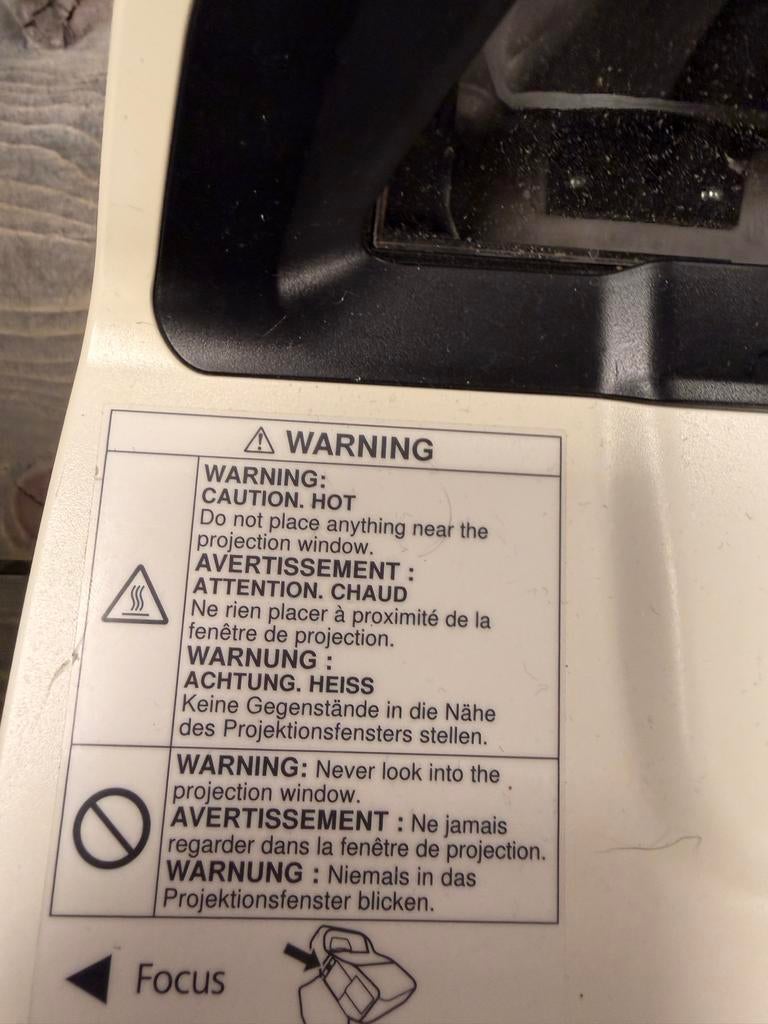 WARNING
WARNING:
CAUTION. HOT
Do not place anything near the
projection window.
AVERTISSEMENT :
ATTENTION. CHAUD
Ne rien placer à proximité de la
fenêtre de projection.
WARNUNG :
ACHTUNG. HEISS
Keine Gegenstände in die Nähe
des Projektionsfensters stellen.
WARNING: Never look into the
projection window.
AVERTISSEMENT : Ne jamais
regarder dans la fenêtre de projection.
WARNUNG : Niemals in das
Projektionsfenster blicken.
Focus